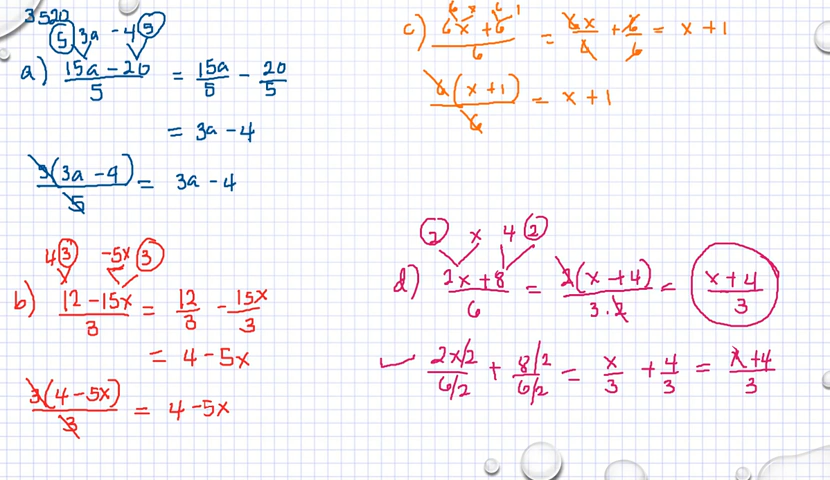 3520
5 3a -4 5
a) (15a - 20)/5 = 15a/5 - 20/5
= 3a - 4
5(3a - 4)/5 = 3a - 4
4 3 -5x 3
b) (12 - 15x)/3 = 12/3 - 15x/3
= 4 - 5x
3(4 - 5x)/3 = 4 - 5x
6 x 6 1
c) (6x + 6)/6 = 6x/6 + 6/6 = x + 1
6(x + 1)/6 = x + 1
2 x 4 2
d) (2x + 8)/6 = 2(x + 4)/(3 . 2) = (x + 4)/3
✓ (2x/2)/(6/2) + (8/2)/(6/2) = x/3 + 4/3 = (x + 4)/3